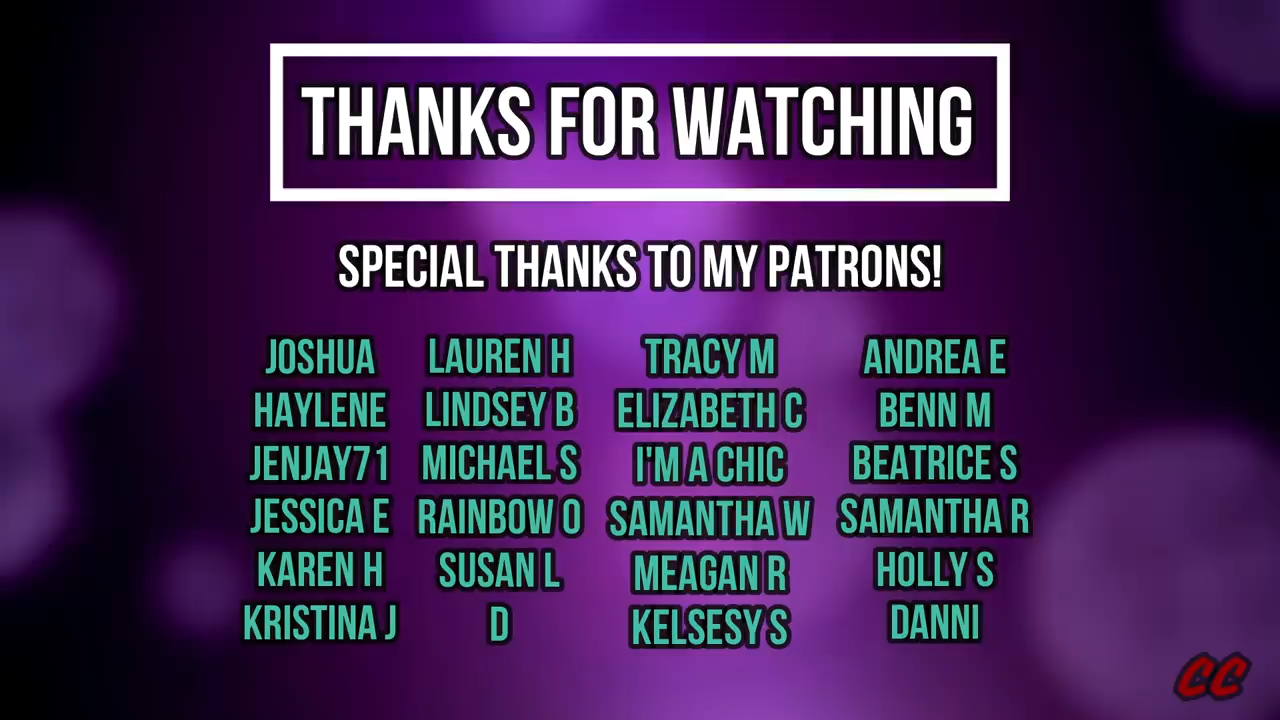 THANKS FOR WATCHING
SPECIAL THANKS TO MY PATRONS!
JOSHUA
HAYLENE
JENJAY71
JESSICA E
KAREN H
KRISTINA J
LAUREN H
LINDSEY B
MICHAEL S
RAINBOW O
SUSAN L
D
TRACY M
ELIZABETH C
I'M A CHIC
SAMANTHA W
MEAGAN R
KELSESY S
ANDREA E
BENN M
BEATRICE S
SAMANTHA R
HOLLY S
DANNI
CC